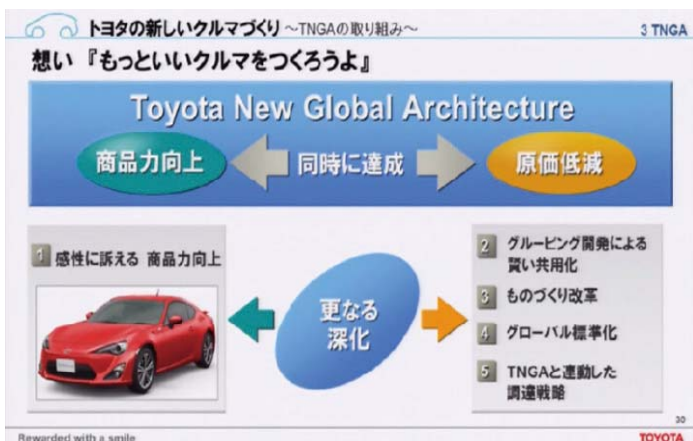 トヨタの新しいクルマづくり ～TNGAの取り組み～
3 TNGA
想い 『もっといいクルマをつくろうよ』
Toyota New Global Architecture
商品力向上
同時に達成
原価低減
1 感性に訴える 商品力向上
更なる
深化
2 グルーピング開発による
賢い共用化
3 ものづくり改革
4 グローバル標準化
5 TNGAと連動した
調達戦略
30
Rewarded with a smile
TOYOTA